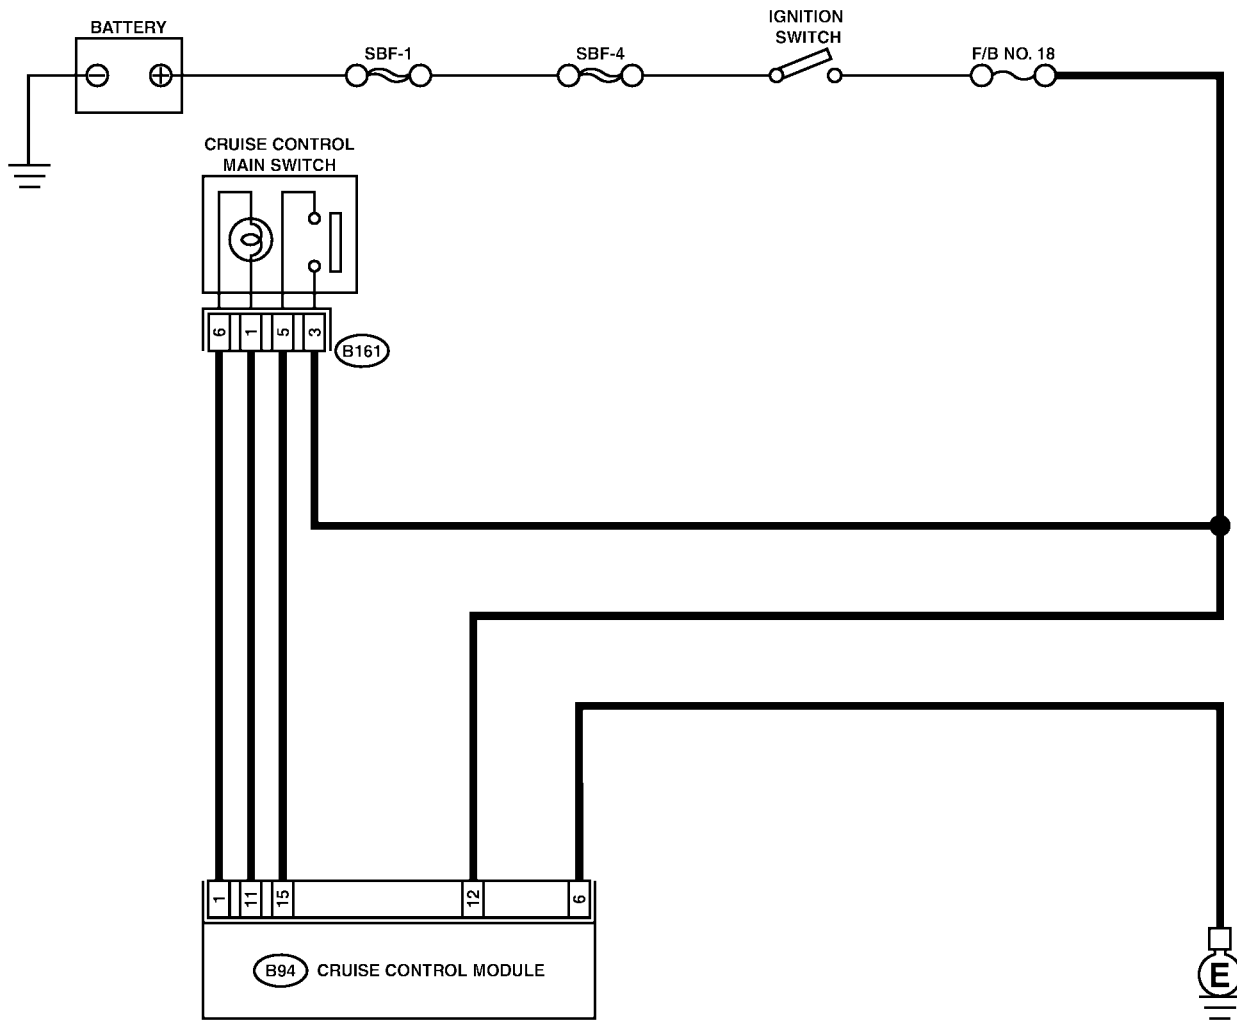 IGNITION
SWITCH
BATTERY
SBF-1
SBF-4
F/B NO. 18
CRUISE CONTROL
MAIN SWITCH
6 1 5 3
B161
1 11 15 12 6
B94 CRUISE CONTROL MODULE
E